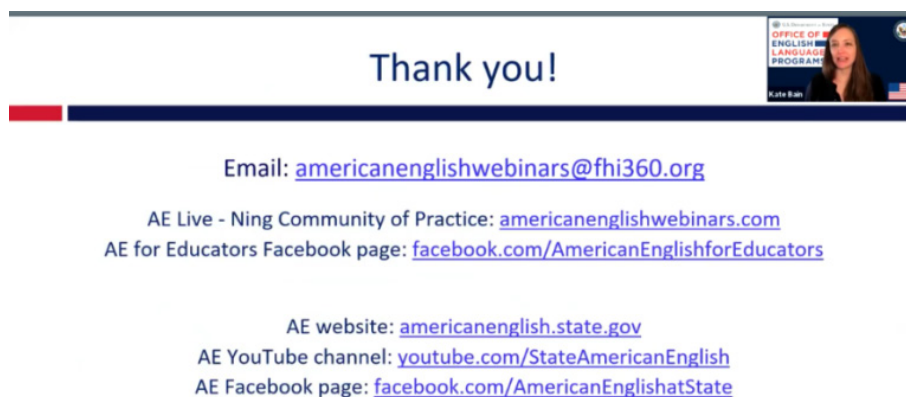 Thank you!
OFFICE OF
ENGLISH
LANGUAGE
PROGRAMS
Kate Bain
Email: americanenglishwebinars@fhi360.org
AE Live - Ning Community of Practice: americanenglishwebinars.com
AE for Educators Facebook page: facebook.com/AmericanEnglishforEducators
AE website: americanenglish.state.gov
AE YouTube channel: youtube.com/StateAmericanEnglish
AE Facebook page: facebook.com/AmericanEnglishatState